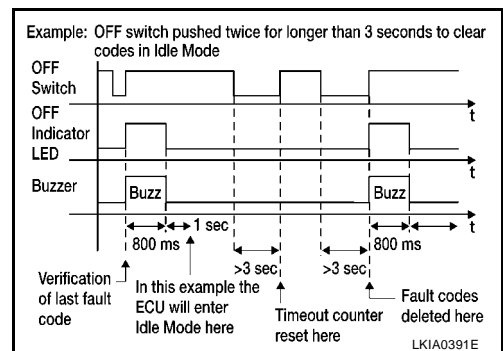 Example: OFF switch pushed twice for longer than 3 seconds to clear
codes in Idle Mode
OFF
Switch
t
OFF
Indicator
LED
t
Buzzer
Buzz
Buzz
t
1 sec
800 ms
800 ms
>3 sec
>3 sec
Verification
of last fault
code
In this example the
ECU will enter
Idle Mode here
Timeout counter
reset here
Fault codes
deleted here
LKIA0391E